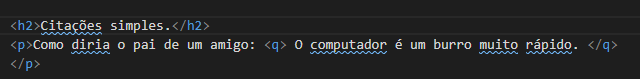 <h2>Citações simples.</h2>
<p>Como diria o pai de um amigo: <q> O computador é um burro muito rápido. </q>
</p>